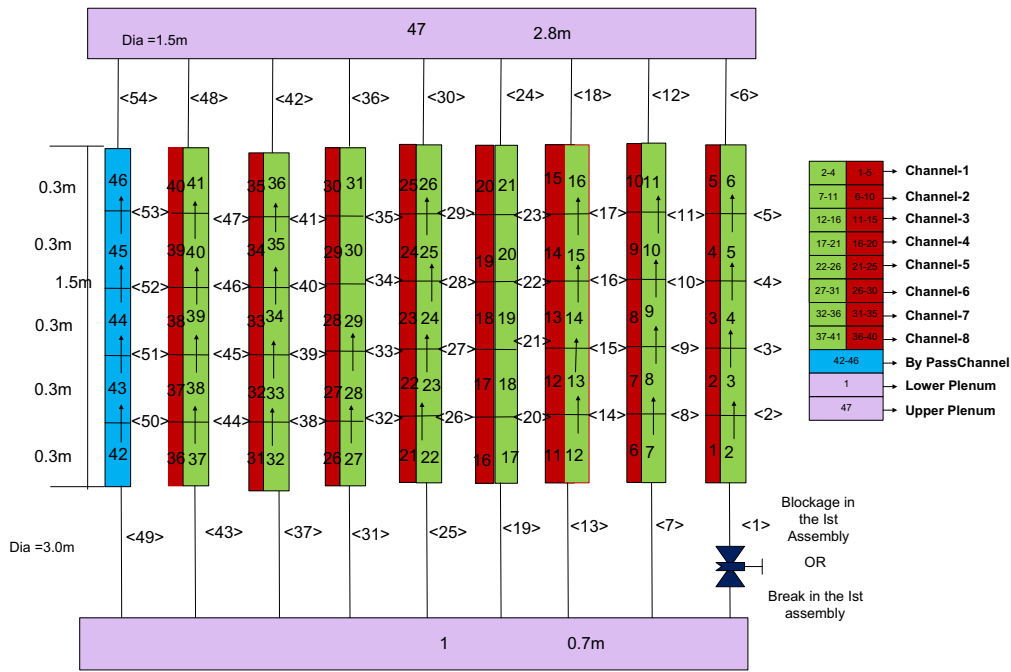 47 2.8m
Dia =1.5m
<54> <48> <42> <36> <30> <24> <18> <12> <6>
0.3m 46 40 41 35 36 30 31 25 26 20 21 15 16 10 11 5 6
<53> <47> <41> <35> <29> <23> <17> <11> <5>
0.3m 45 39 40 34 35 29 30 24 25 19 20 14 15 9 10 4 5
1.5m <52> <46> <40> <34> <28> <22> <16> <10> <4>
0.3m 44 38 39 33 34 28 29 23 24 18 19 13 14 8 9 3 4
<51> <45> <39> <33> <27> <21> <15> <9> <3>
0.3m 43 37 38 32 33 27 28 22 23 17 18 12 13 7 8 2 3
<50> <44> <38> <32> <26> <20> <14> <8> <2>
0.3m 42 36 37 31 32 26 27 21 22 16 17 11 12 6 7 1 2
<49> <43> <37> <31> <25> <19> <13> <7> <1>
Dia =3.0m
Blockage in
the Ist
Assembly
OR
Break in the Ist
assembly
1 0.7m
2-4 1-5 Channel-1
7-11 6-10 Channel-2
12-16 11-15 Channel-3
17-21 16-20 Channel-4
22-26 21-25 Channel-5
27-31 26-30 Channel-6
32-36 31-35 Channel-7
37-41 36-40 Channel-8
42-46 By PassChannel
1 Lower Plenum
47 Upper Plenum